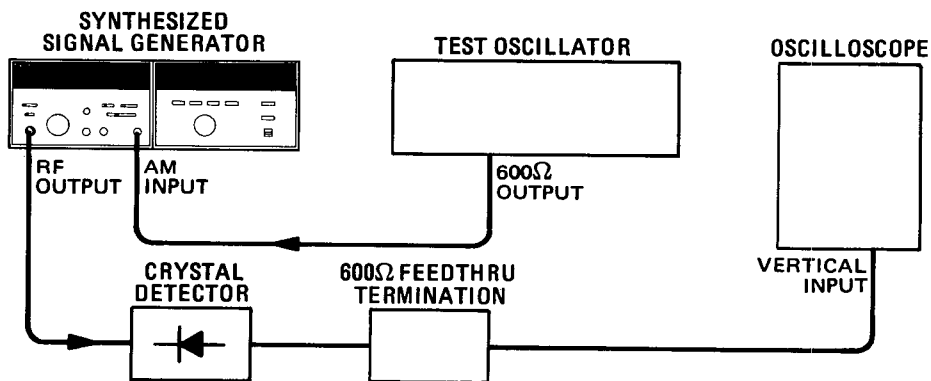 SYNTHESIZED
SIGNAL GENERATOR
TEST OSCILLATOR
OSCILLOSCOPE
RF
OUTPUT
AM
INPUT
600Ω
OUTPUT
VERTICAL
INPUT
CRYSTAL
DETECTOR
600Ω FEEDTHRU
TERMINATION